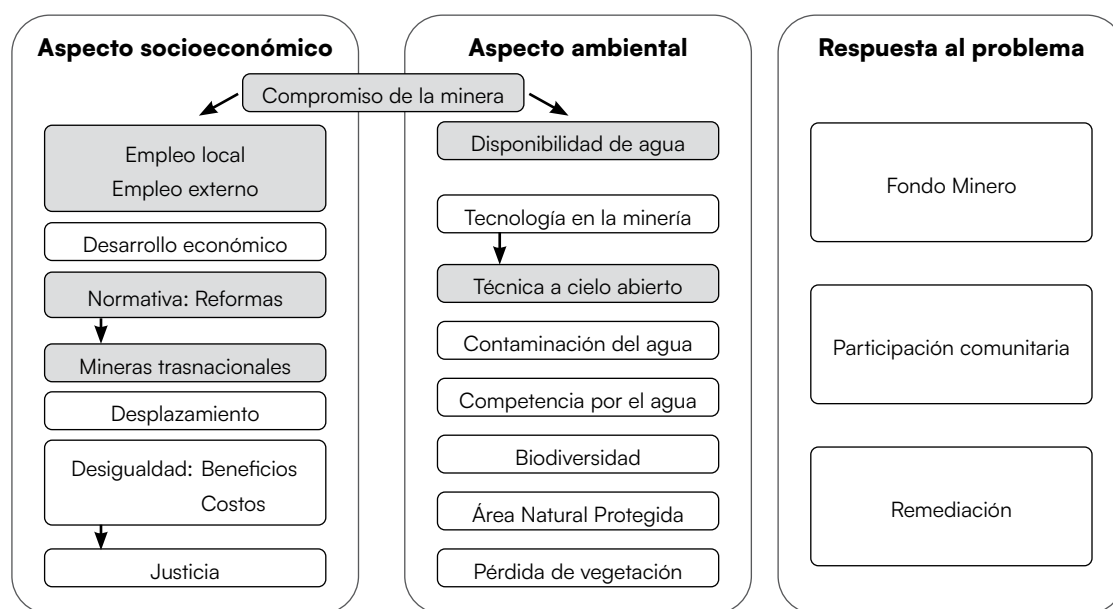 Aspecto socioeconómico
Aspecto ambiental
Respuesta al problema
Compromiso de la minera
Empleo local
Empleo externo
Desarrollo económico
Normativa: Reformas
Mineras trasnacionales
Desplazamiento
Desigualdad: Beneficios
Costos
Justicia
Disponibilidad de agua
Tecnología en la minería
Técnica a cielo abierto
Contaminación del agua
Competencia por el agua
Biodiversidad
Área Natural Protegida
Pérdida de vegetación
Fondo Minero
Participación comunitaria
Remediación